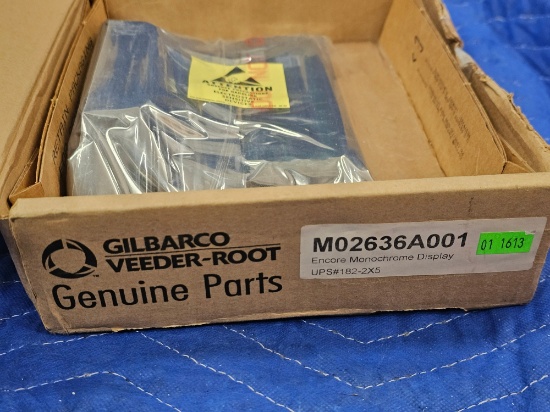 ATTENTION
GILBARCO
VEEDER-ROOT
Genuine Parts
M02636A001
Encore Monochrome Display
UPS#182-2X5
01 1613